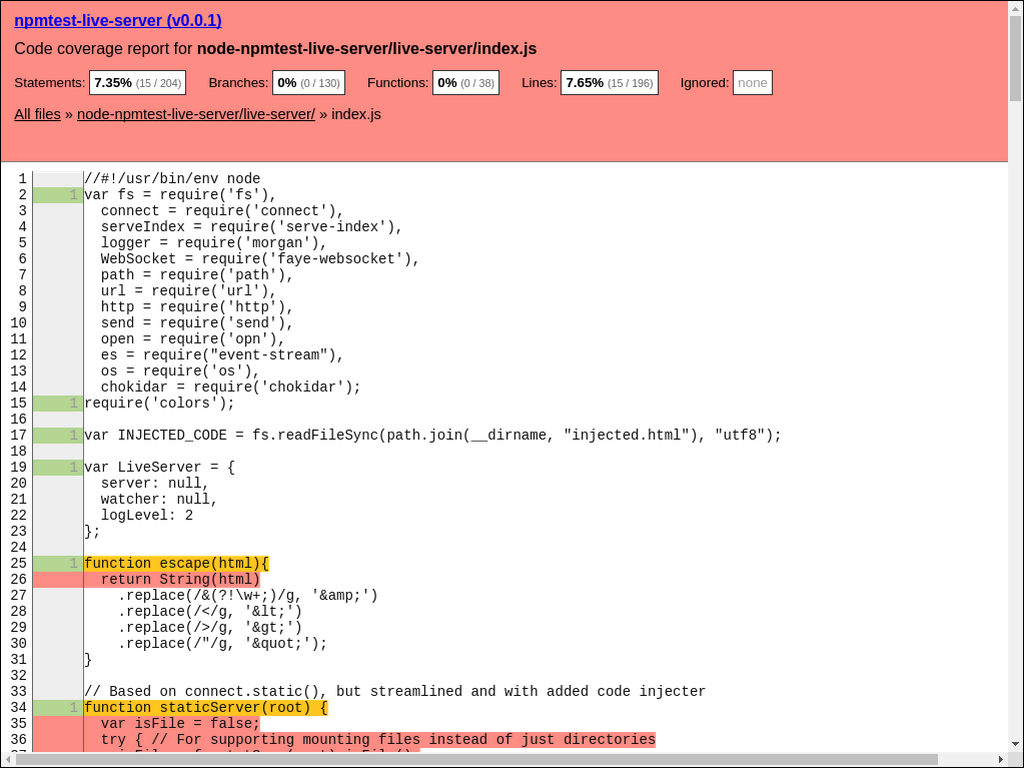 npmtest-live-server (v0.0.1)
Code coverage report for node-npmtest-live-server/live-server/index.js
Statements: 7.35% (15 / 204) Branches: 0% (0 / 130) Functions: 0% (0 / 38) Lines: 7.65% (15 / 196) Ignored: none
All files » node-npmtest-live-server/live-server/ » index.js
1 //#!/usr/bin/env node
2 1 var fs = require('fs'),
3   connect = require('connect'),
4   serveIndex = require('serve-index'),
5   logger = require('morgan'),
6   WebSocket = require('faye-websocket'),
7   path = require('path'),
8   url = require('url'),
9   http = require('http'),
10   send = require('send'),
11   open = require('opn'),
12   es = require("event-stream"),
13   os = require('os'),
14   chokidar = require('chokidar');
15 1 require('colors');
16
17 1 var INJECTED_CODE = fs.readFileSync(path.join(__dirname, "injected.html"), "utf8");
18
19 1 var LiveServer = {
20   server: null,
21   watcher: null,
22   logLevel: 2
23 };
24
25 1 function escape(html){
26   return String(html)
27     .replace(/&(?!\w+;)/g, '&amp;')
28     .replace(/</g, '&lt;')
29     .replace(/>/g, '&gt;')
30     .replace(/"/g, '&quot;');
31 }
32
33 // Based on connect.static(), but streamlined and with added code injecter
34 1 function staticServer(root) {
35   var isFile = false;
36   try { // For supporting mounting files instead of just directories